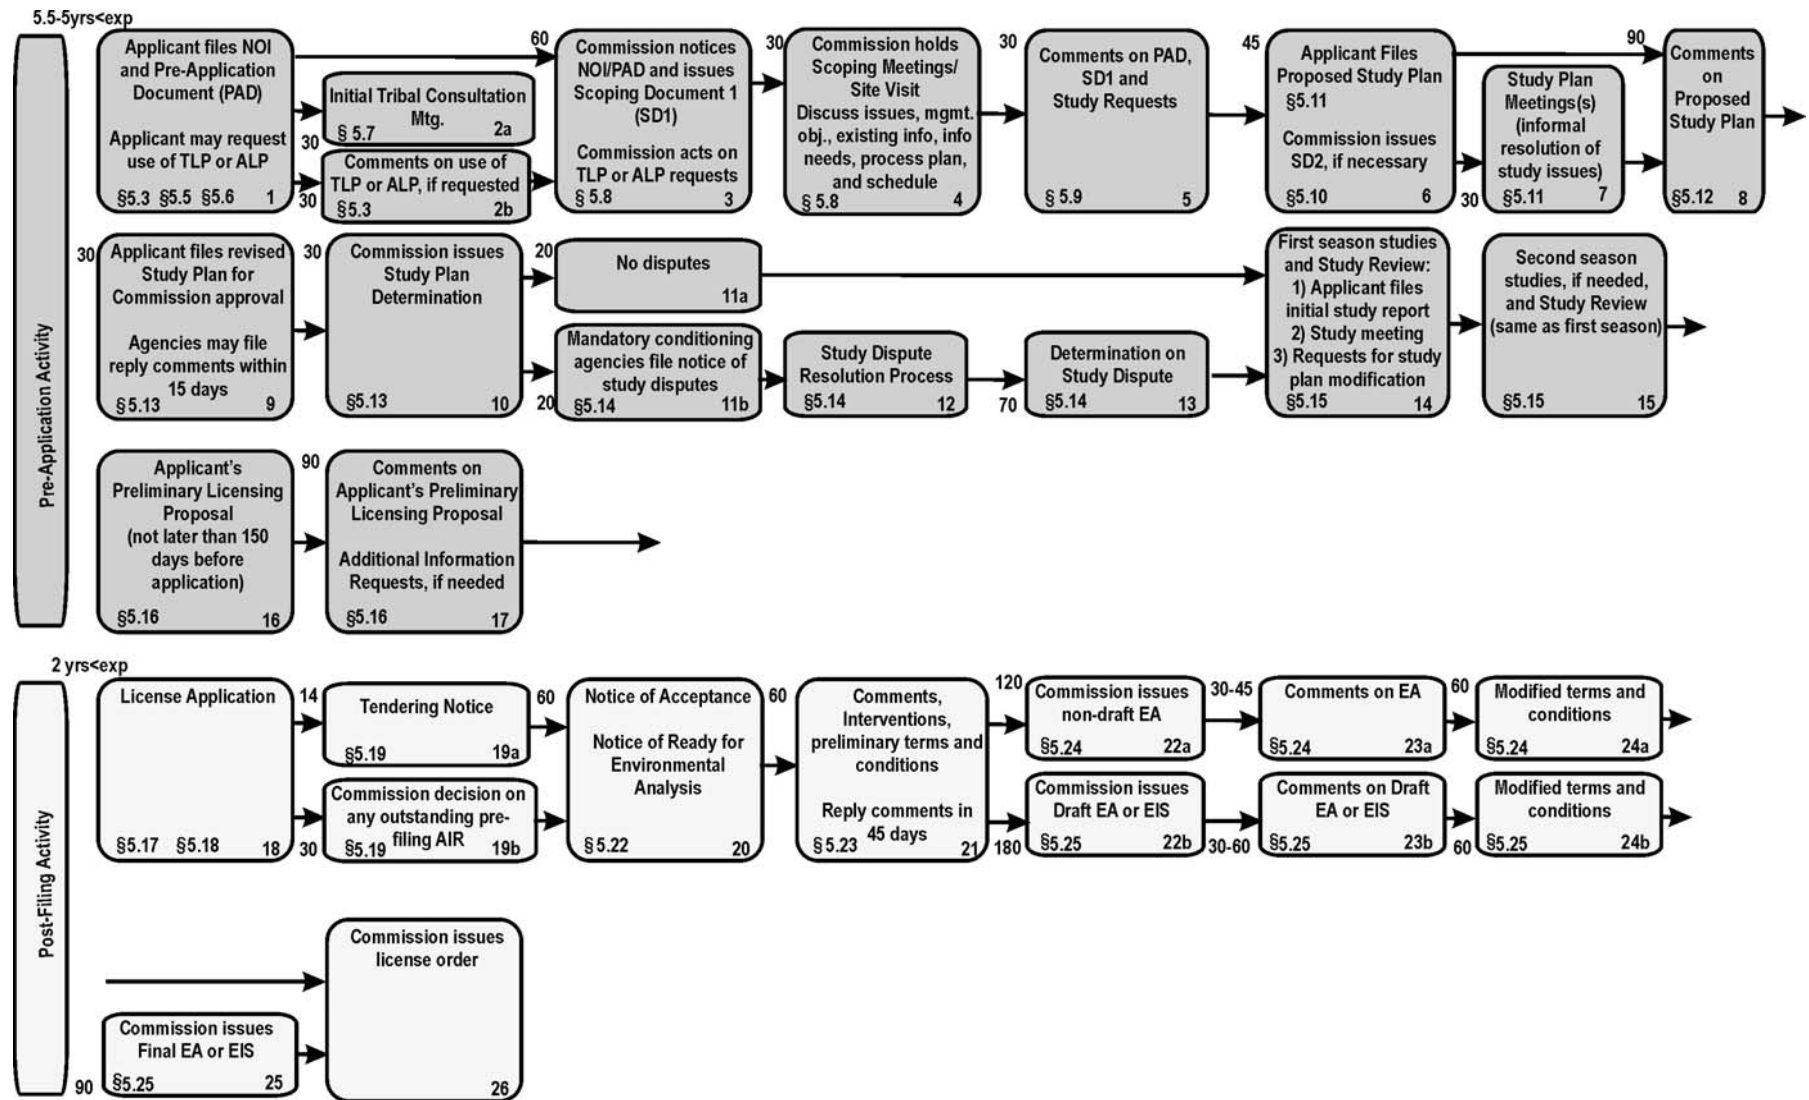 5.5-5yrs<exp
Pre-Application Activity
Applicant files NOI
and Pre-Application
Document (PAD)
Applicant may request
use of TLP or ALP
§5.3 §5.5 §5.6 1
30
Initial Tribal Consultation
Mtg.
§ 5.7 2a
30
Comments on use of
TLP or ALP, if requested
§5.3 2b
60
Commission notices
NOI/PAD and issues
Scoping Document 1
(SD1)
Commission acts on
TLP or ALP requests
§ 5.8 3
30
Commission holds
Scoping Meetings/
Site Visit
Discuss issues, mgmt.
obj., existing info, info
needs, process plan,
and schedule
§ 5.8 4
30
Comments on PAD,
SD1 and
Study Requests
§ 5.9 5
45
Applicant Files
Proposed Study Plan
§5.11
Commission issues
SD2, if necessary
§5.10 6
30
Study Plan
Meetings(s)
(informal
resolution of
study issues)
§5.11 7
90
Comments
on
Proposed
Study Plan
§5.12 8
30
Applicant files revised
Study Plan for
Commission approval
Agencies may file
reply comments within
15 days
§5.13 9
30
Commission issues
Study Plan
Determination
§5.13 10
20
No disputes
11a
20
Mandatory conditioning
agencies file notice of
study disputes
§5.14 11b
Study Dispute
Resolution Process
§5.14 12
70
Determination on
Study Dispute
§5.14 13
First season studies
and Study Review:
1) Applicant files
initial study report
2) Study meeting
3) Requests for study
plan modification
§5.15 14
Second season
studies, if needed,
and Study Review
(same as first season)
§5.15 15
Applicant's
Preliminary Licensing
Proposal
(not later than 150
days before
application)
§5.16 16
90
Comments on
Applicant's Preliminary
Licensing Proposal
Additional Information
Requests, if needed
§5.16 17
2 yrs<exp
Post-Filing Activity
License Application
§5.17 §5.18 18
14
Tendering Notice
§5.19 19a
30
Commission decision on
any outstanding pre-
filing AIR
§5.19 19b
60
Notice of Acceptance
Notice of Ready for
Environmental
Analysis
§5.22 20
60
Comments,
Interventions,
preliminary terms and
conditions
Reply comments in
45 days
§ 5.23 21
120
Commission issues
non-draft EA
§5.24 22a
30-45
Comments on EA
§5.24 23a
60
Modified terms and
conditions
§5.24 24a
180
Commission issues
Draft EA or EIS
§5.25 22b
30-60
Comments on Draft
EA or EIS
§5.25 23b
60
Modified terms and
conditions
§5.25 24b
90
Commission issues
Final EA or EIS
§5.25 25
Commission issues
license order
26